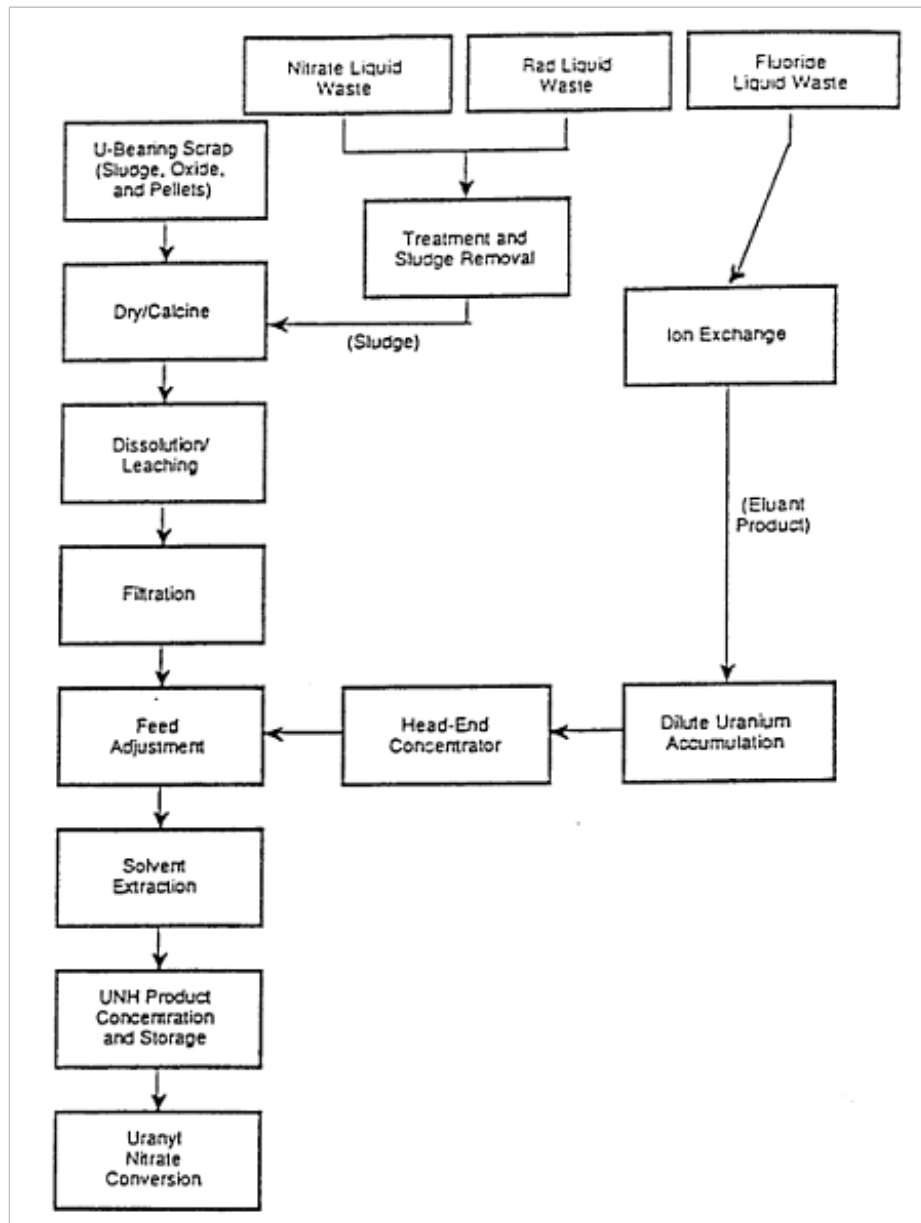 Nitrate Liquid
Waste
Rad Liquid
Waste
Fluoride
Liquid Waste
U-Bearing Scrap
(Sludge, Oxide,
and Pellets)
Treatment and
Sludge Removal
Dry/Calcine
(Sludge)
Ion Exchange
Dissolution/
Leaching
(Eluant
Product)
Filtration
Feed
Adjustment
Head-End
Concentrator
Dilute Uranium
Accumulation
Solvent
Extraction
UNH Product
Concentration
and Storage
Uranyl
Nitrate
Conversion